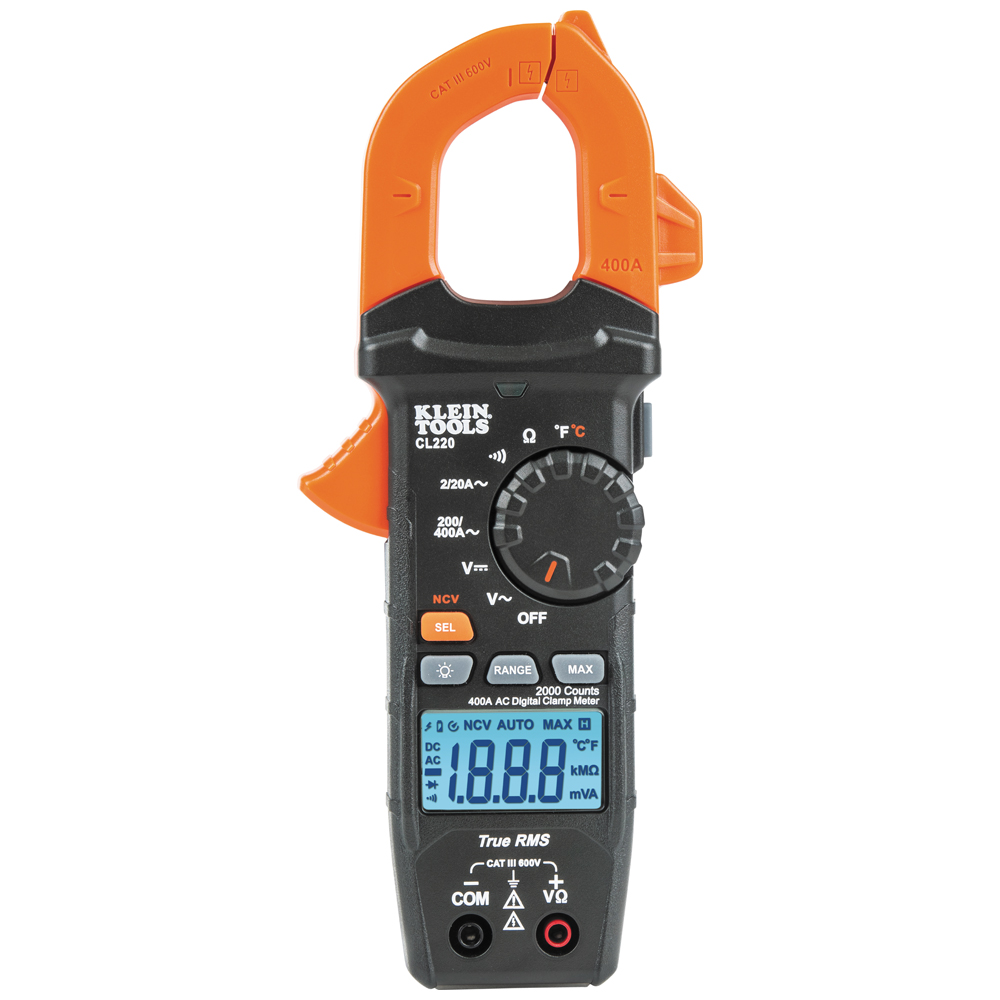 CAT III 600V
400A
KLEIN
TOOLS
CL220
Ω
°F °C
2/20A~
200/
400A~
V⎓
NCV
V~
SEL
OFF
RANGE
MAX
2000 Counts
400A AC Digital Clamp Meter
NCV AUTO MAX H
DC
AC
1.8.8.8
°C°F
kMΩ
mVA
True RMS
CAT III 600V
− +
COM
VΩ